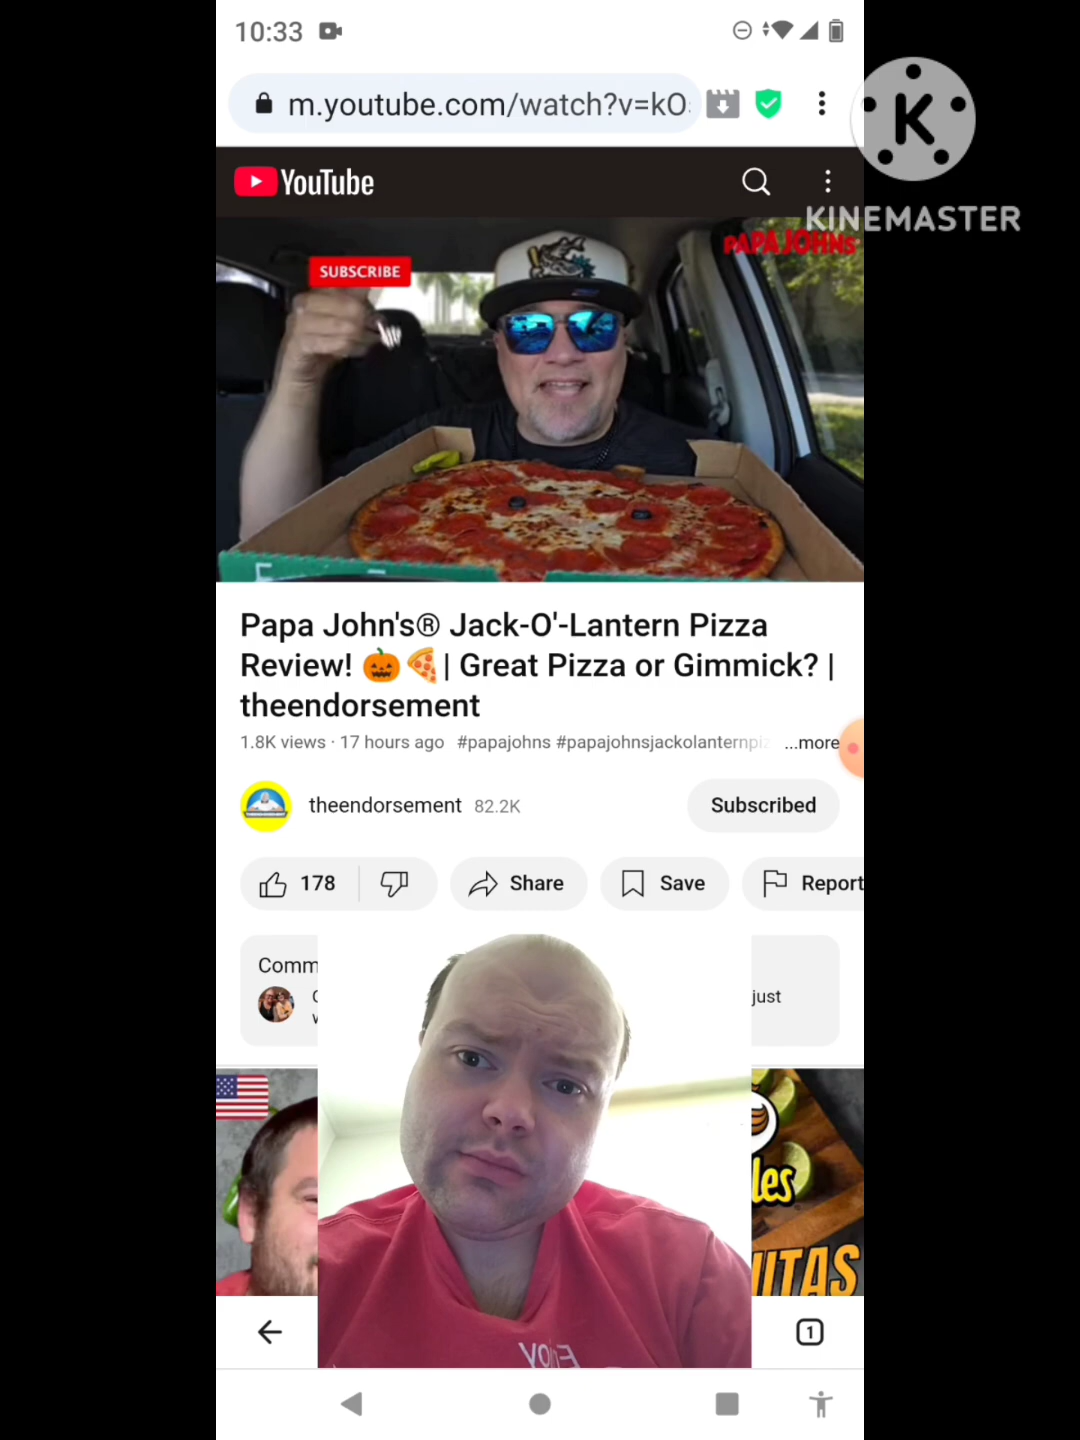 10:33
m.youtube.com/watch?v=kO
K
KINEMASTER
YouTube
SUBSCRIBE
PAPA JOHNS
Papa John's® Jack-O'-Lantern Pizza
Review! 🎃🍕| Great Pizza or Gimmick? |
theendorsement
1.8K views · 17 hours ago #papajohns #papajohnsjackolanternpiz ...more
theendorsement 82.2K
Subscribed
178
Share
Save
Report
Comm
just
les
ITAS
Enjoy
1